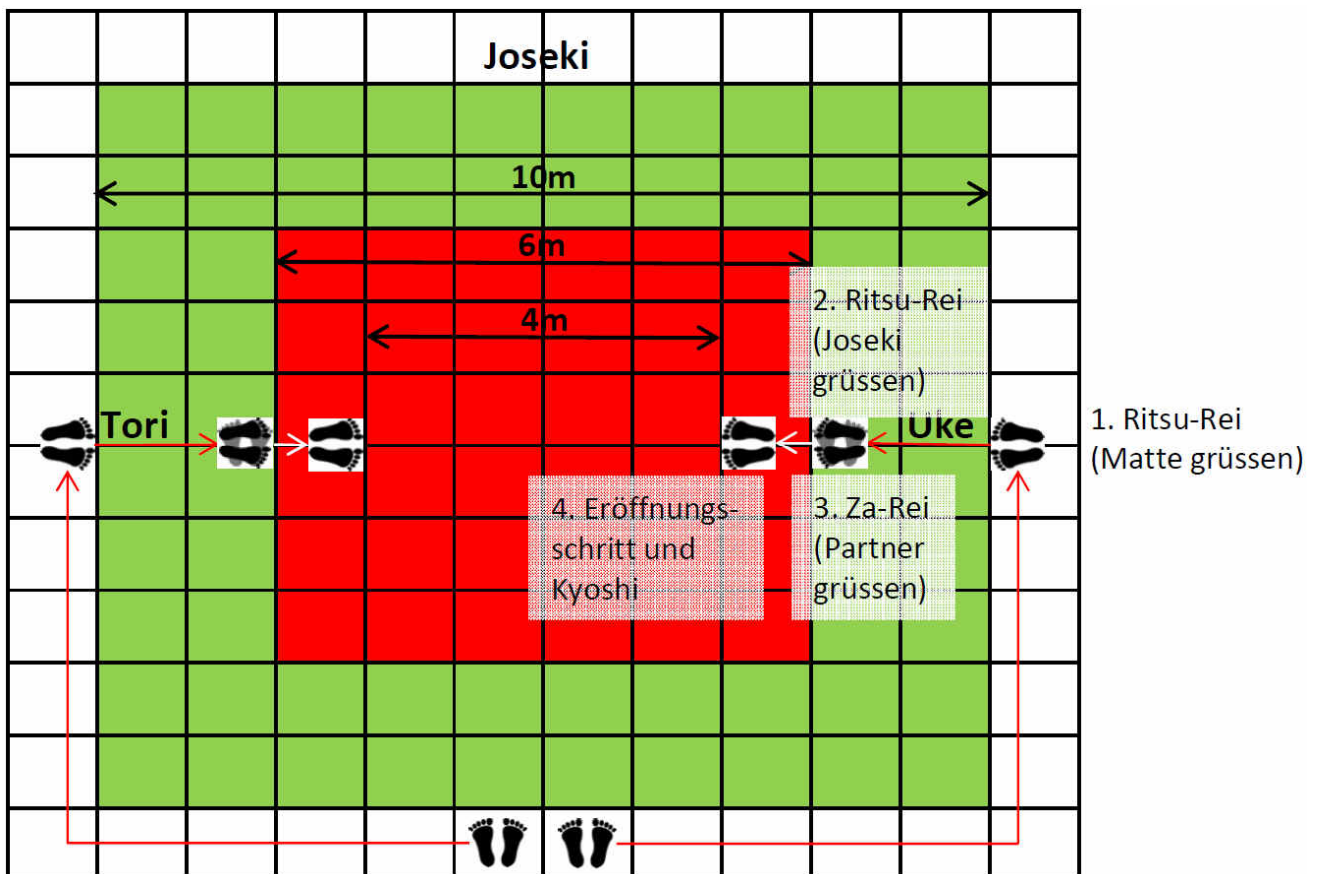 Joseki
10m
6m
4m
2. Ritsu-Rei
(Joseki
grüssen)
Tori
Uke
1. Ritsu-Rei
(Matte grüssen)
4. Eröffnungs-
schritt und
Kyoshi
3. Za-Rei
(Partner
grüssen)